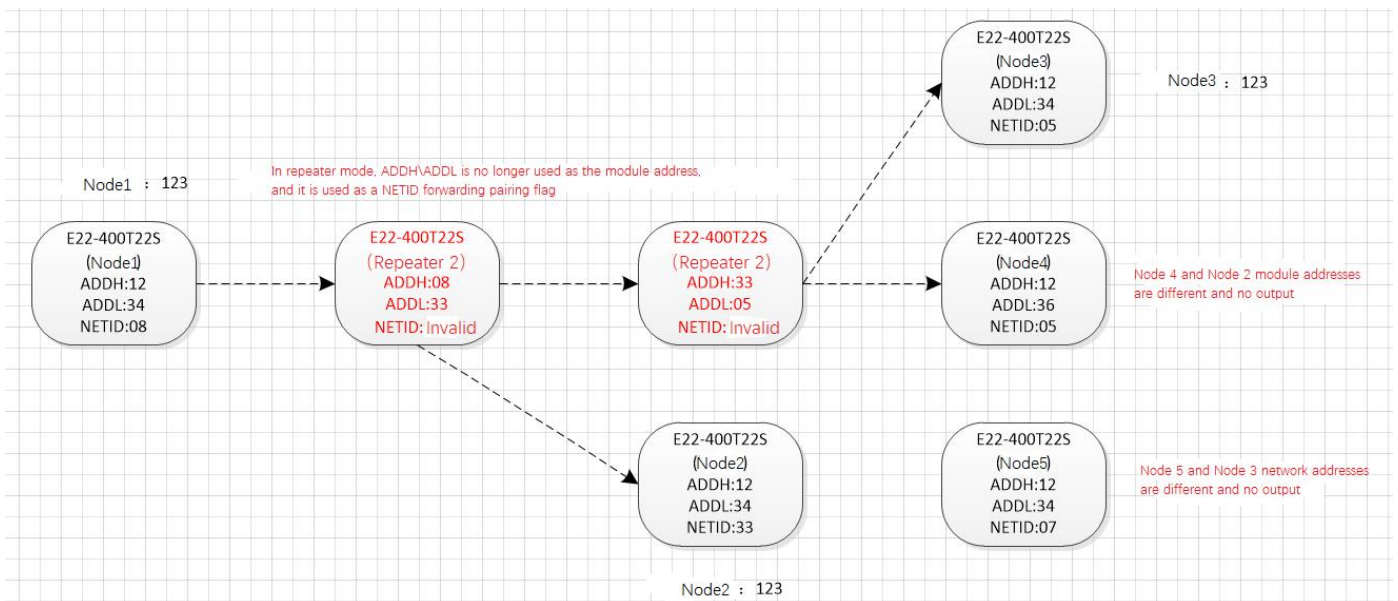 E22-400T22S
(Node3)
ADDH:12
ADDL:34
NETID:05
Node3 : 123
Node1 : 123
In repeater mode, ADDH\ADDL is no longer used as the module address,
and it is used as a NETID forwarding pairing flag
E22-400T22S
(Node1)
ADDH:12
ADDL:34
NETID:08
E22-400T22S
(Repeater 2)
ADDH:08
ADDL:33
NETID: Invalid
E22-400T22S
(Repeater 2)
ADDH:33
ADDL:05
NETID: Invalid
E22-400T22S
(Node4)
ADDH:12
ADDL:36
NETID:05
Node 4 and Node 2 module addresses
are different and no output
E22-400T22S
(Node2)
ADDH:12
ADDL:34
NETID:33
E22-400T22S
(Node5)
ADDH:12
ADDL:34
NETID:07
Node 5 and Node 3 network addresses
are different and no output
Node2 : 123